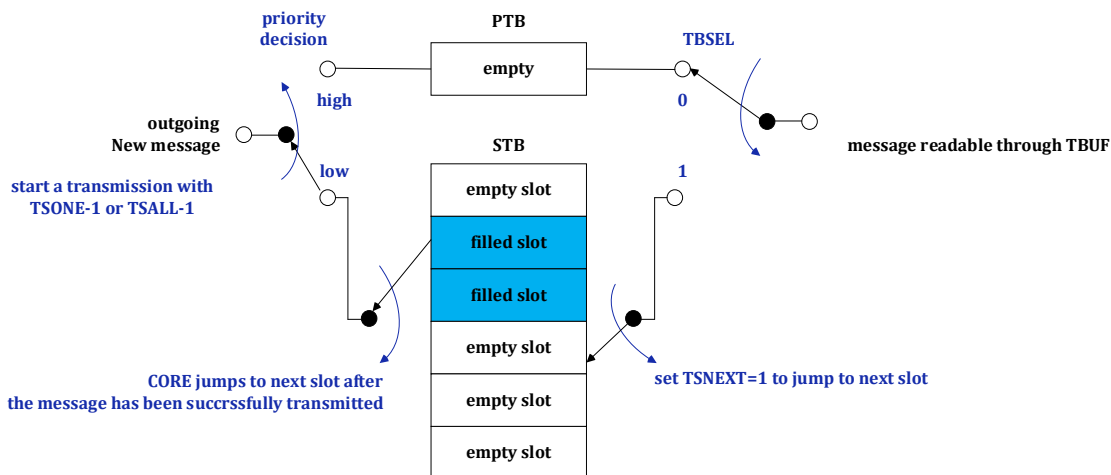 priority
decision
PTB
TBSEL
empty
high
0
outgoing
New message
STB
message readable through TBUF
low
1
start a transmission with
TSONE-1 or TSALL-1
empty slot
filled slot
filled slot
empty slot
CORE jumps to next slot after
the message has been succrssfully transmitted
set TSNEXT=1 to jump to next slot
empty slot
empty slot